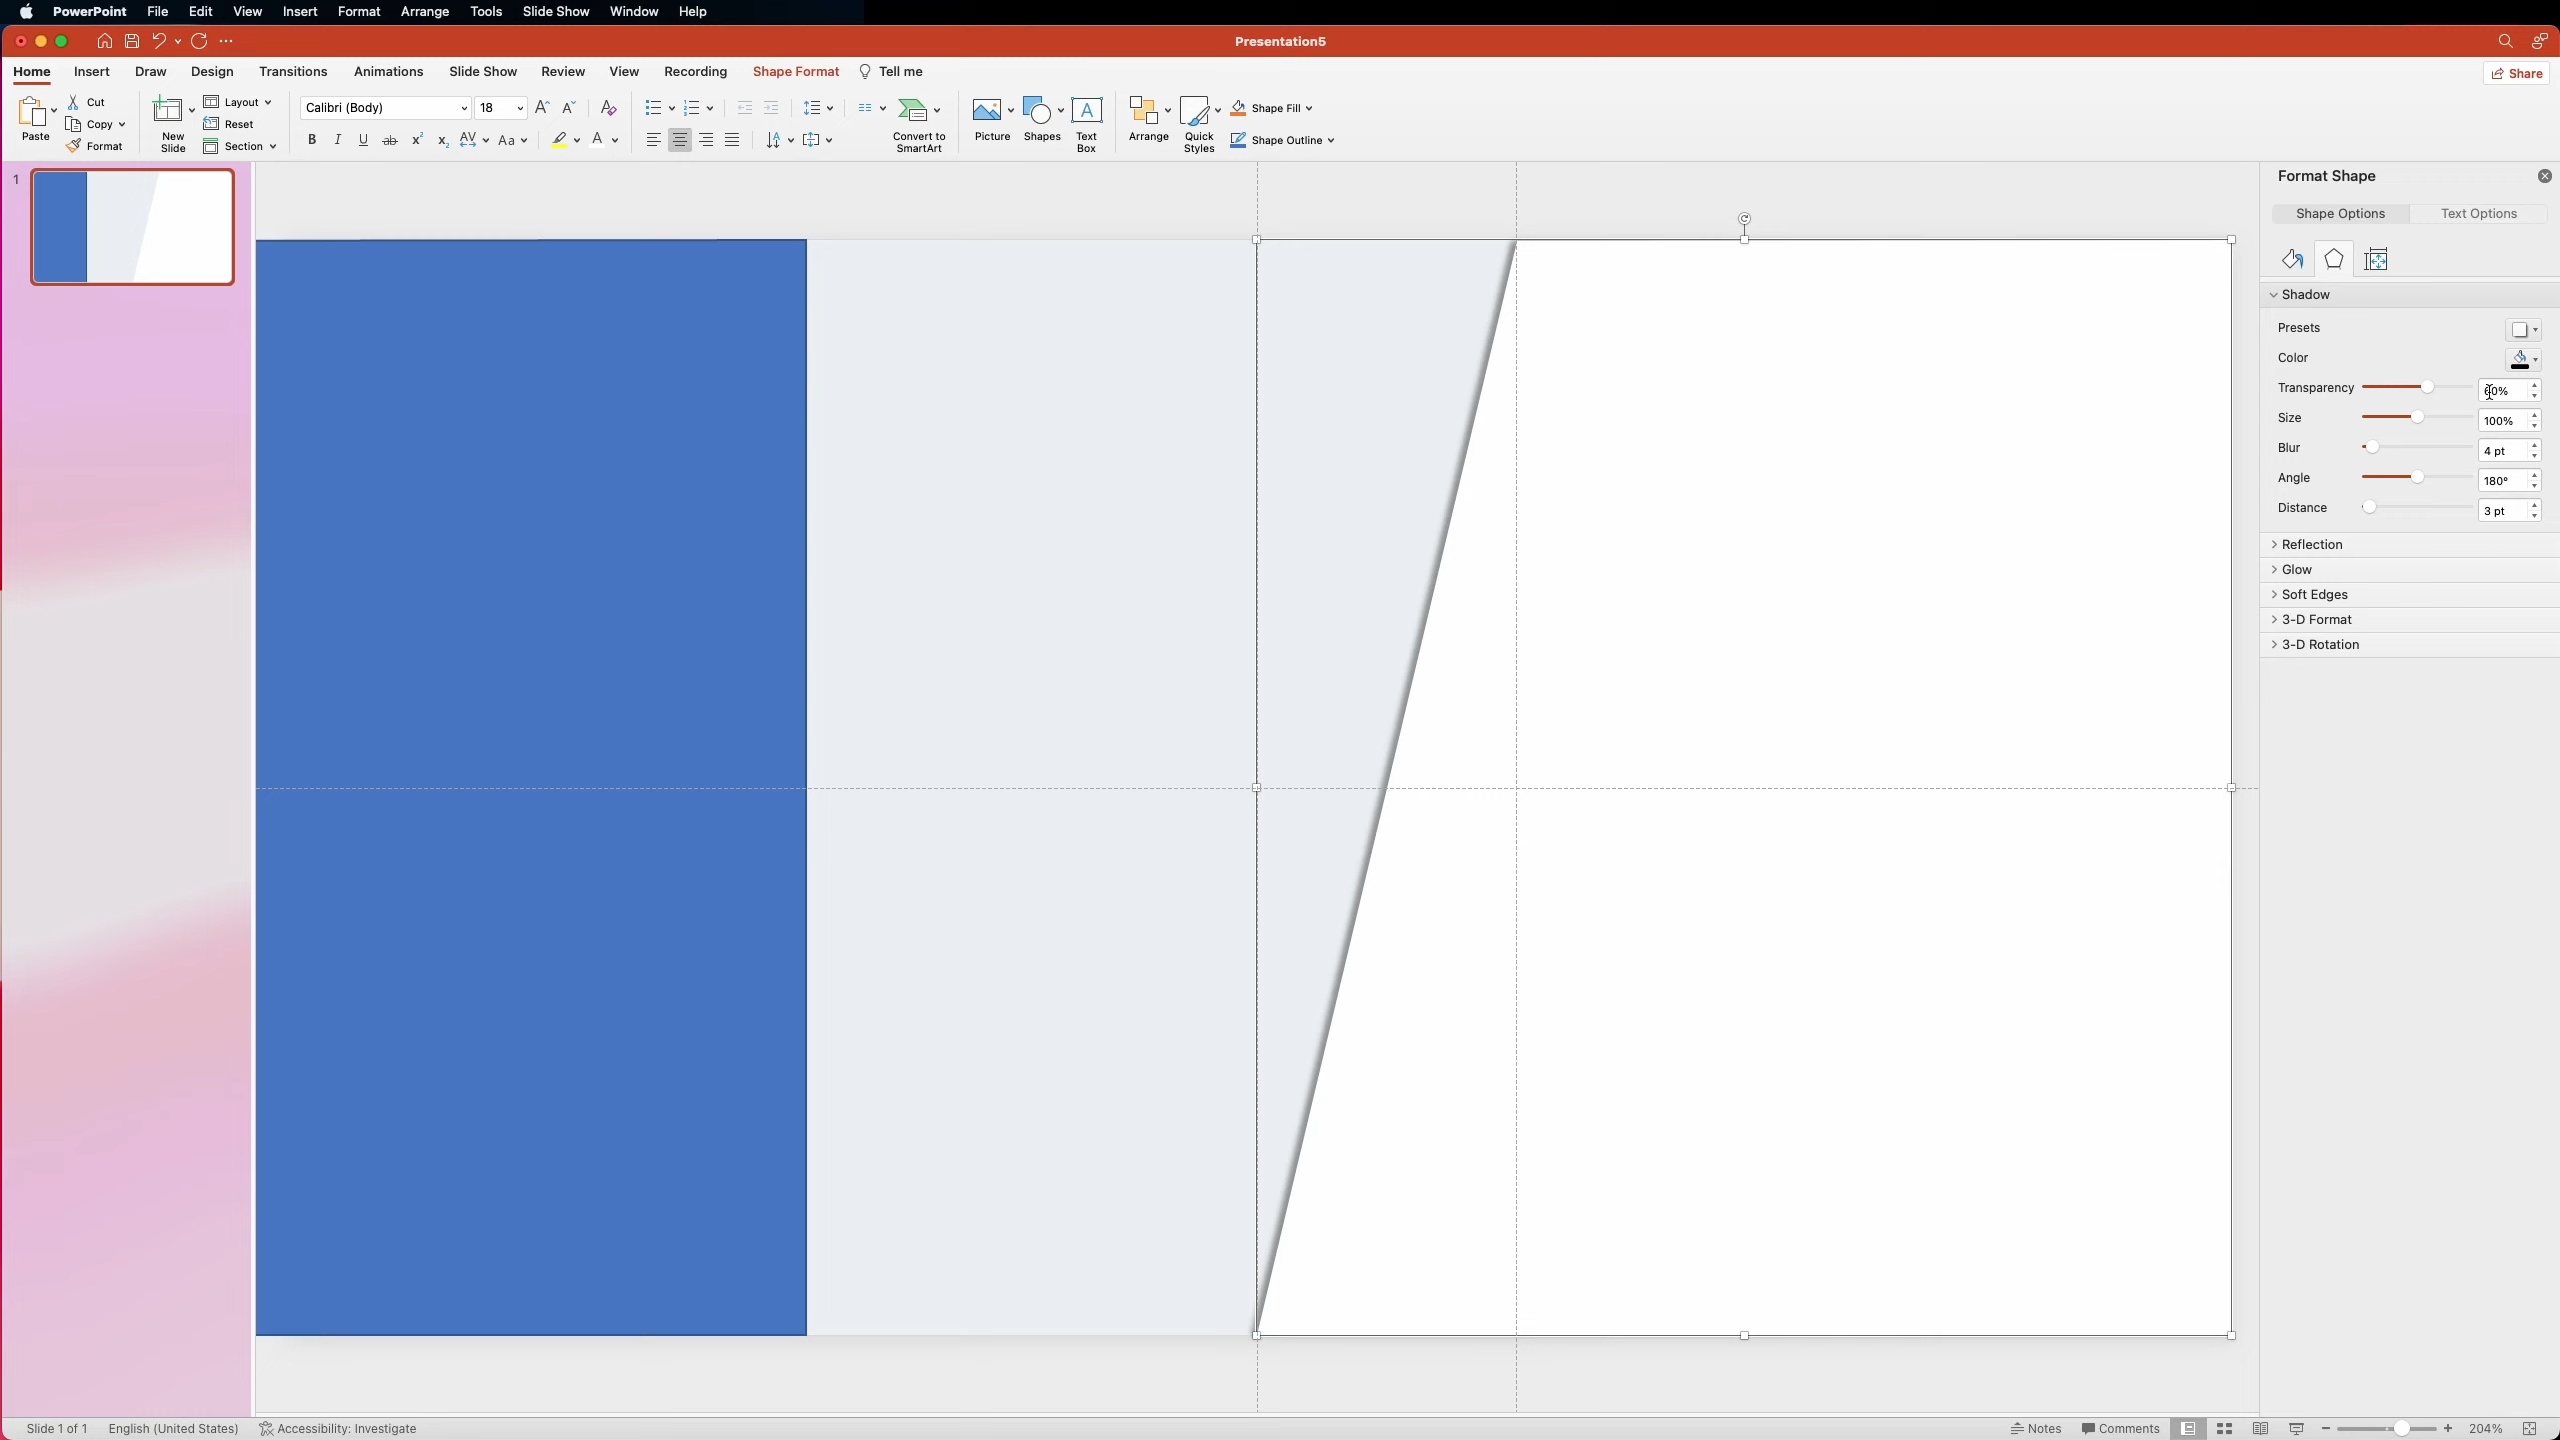 PowerPoint File Edit View Insert Format Arrange Tools Slide Show Window Help
Presentation5
Home Insert Draw Design Transitions Animations Slide Show Review View Recording Shape Format Tell me
Share
Paste
Cut
Copy
Format
New
Slide
Layout
Reset
Section
Calibri (Body) 18
Convert to
SmartArt
Picture
Shapes
Text
Box
Arrange
Quick
Styles
Shape Fill
Shape Outline
1
Format Shape
Shape Options Text Options
Shadow
Presets
Color
Transparency
Size 100%
Blur 4 pt
Angle 180°
Distance 3 pt
Reflection
Glow
Soft Edges
3-D Format
3-D Rotation
Slide 1 of 1 English (United States) Accessibility: Investigate Notes Comments 204%